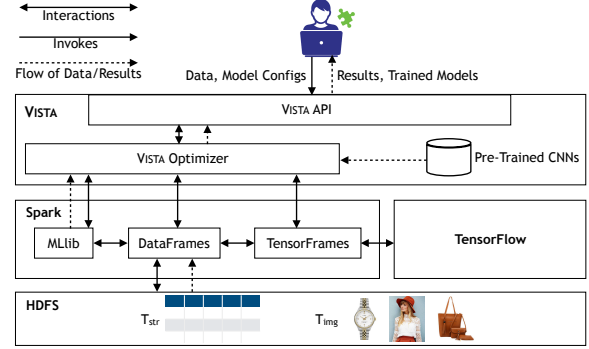 Interactions
Invokes
Flow of Data/Results
Data, Model Configs
Results, Trained Models
VISTA
VISTA API
VISTA Optimizer
Pre-Trained CNNs
Spark
MLlib
DataFrames
TensorFrames
TensorFlow
HDFS
Tstr
Timg